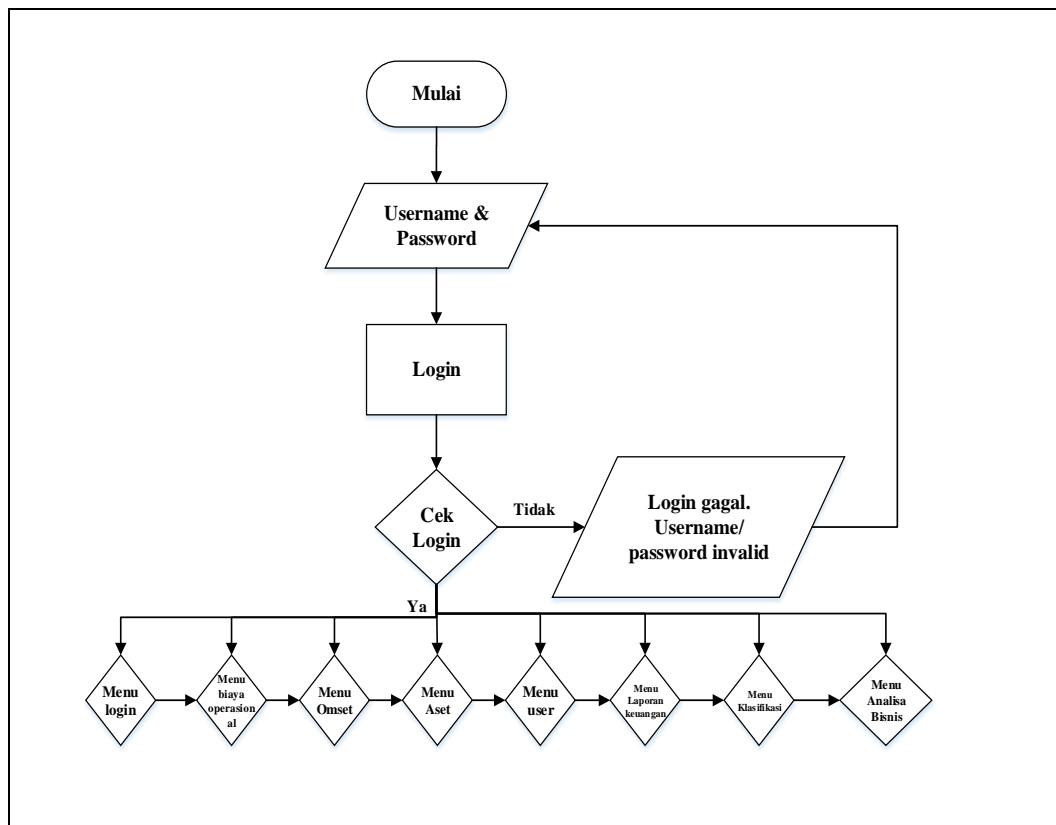 Mulai
Username &
Password
Login
Cek
Login
Tidak
Login gagal.
Username/
password invalid
Ya
Menu
login
Menu
biaya
operasion
al
Menu
Omset
Menu
Aset
Menu
user
Menu
Laporan
keuangan
Menu
Klasifikasi
Menu
Analisa
Bisnis